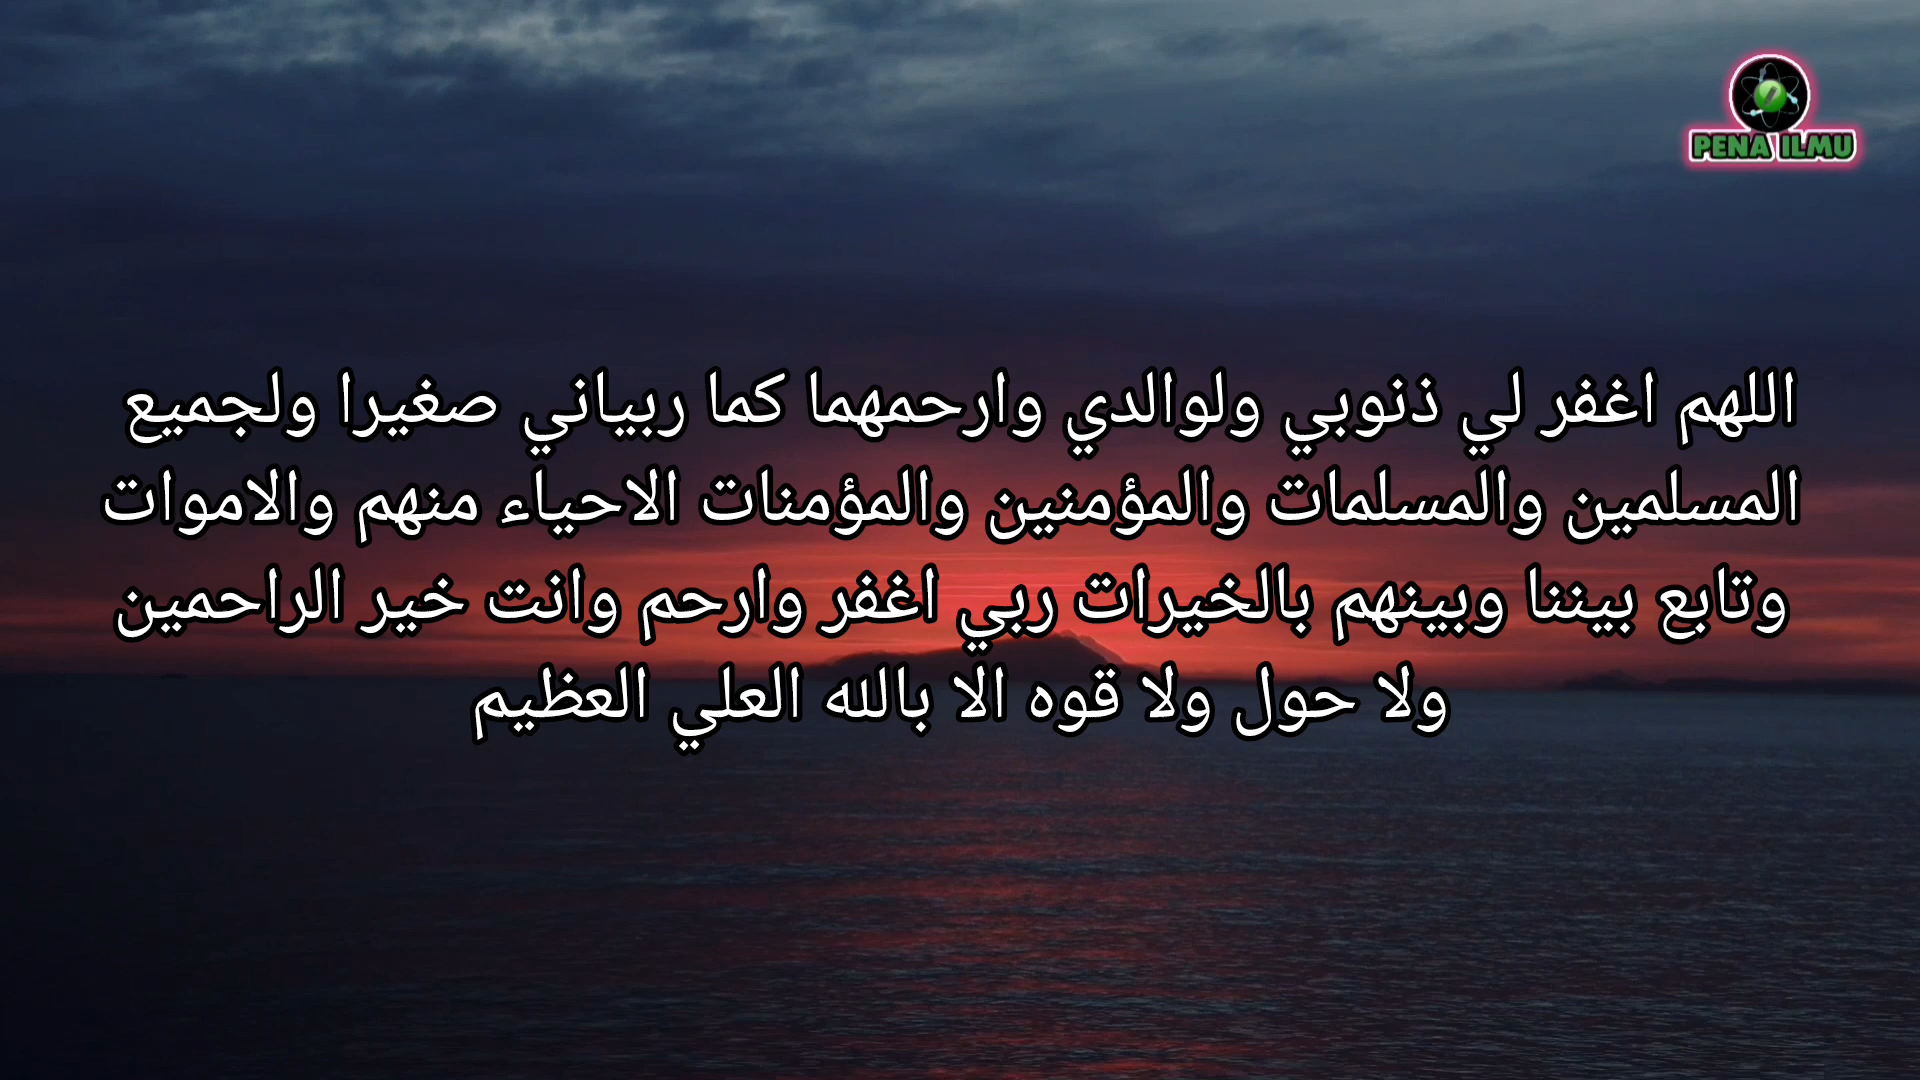 PENA ILMU
اللهم اغفر لي ذنوبي ولوالدي وارحمهما كما ربياني صغيرا ولجميع
المسلمين والمسلمات والمؤمنين والمؤمنات الاحياء منهم والاموات
وتابع بيننا وبينهم بالخيرات ربي اغفر وارحم وانت خير الراحمين
ولا حول ولا قوه الا بالله العلي العظيم